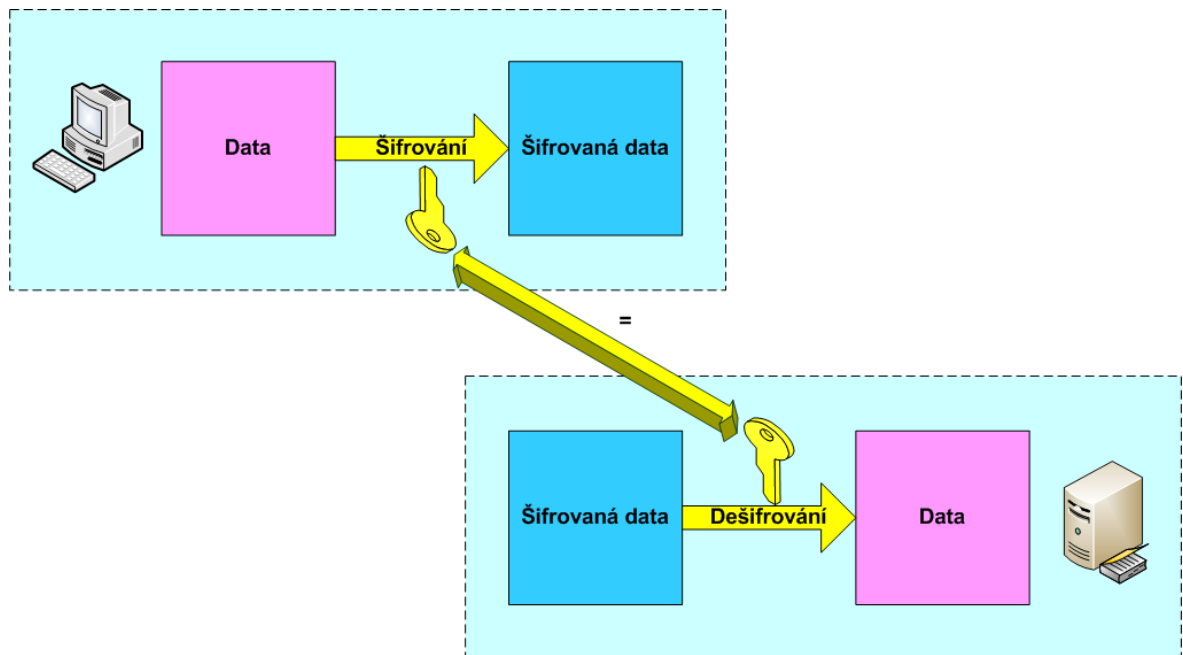 Data
Šifrování
Šifrovaná data
=
Šifrovaná data
Dešifrování
Data